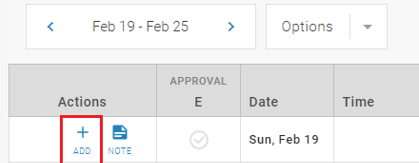 Feb 19 - Feb 25
Options
APPROVAL
Actions E Date Time
ADD NOTE Sun, Feb 19